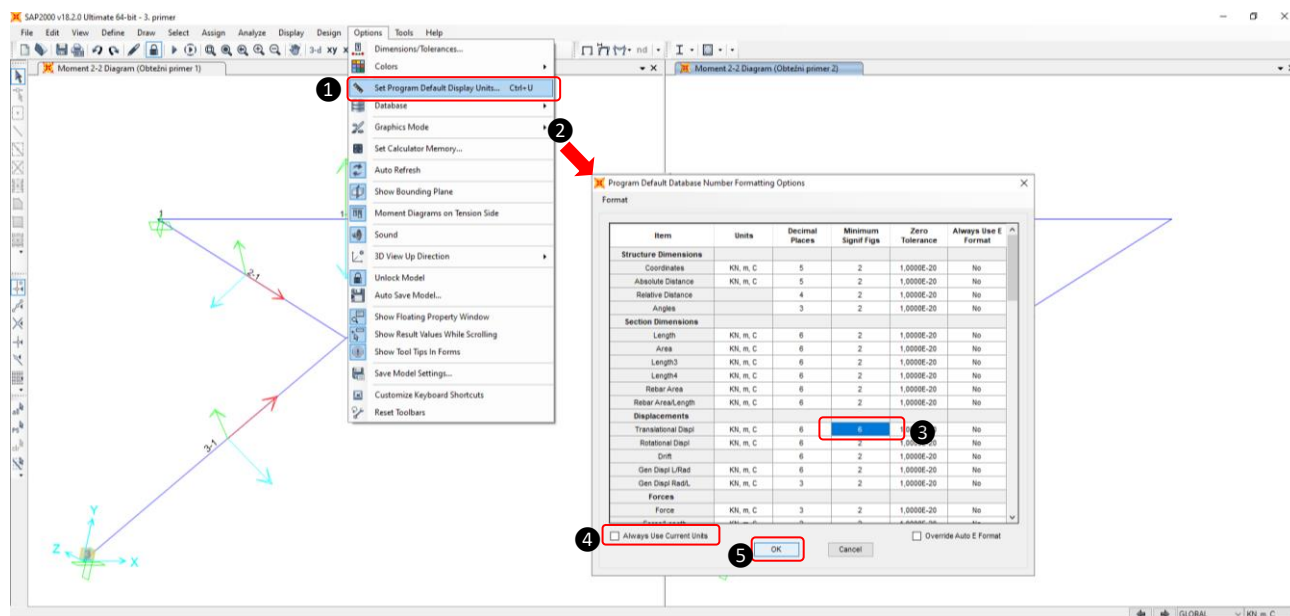 SAP2000 v18.2.0 Ultimate 64-bit - 3. primer
File Edit View Define Draw Select Assign Analyze Display Design Options Tools Help
3-d xy nd
Moment 2-2 Diagram (Obtežni primer 1)
Moment 2-2 Diagram (Obtežni primer 2)
Dimensions/Tolerances...
Colors
1 Set Program Default Display Units... Ctrl+U
Database
Graphics Mode
2
Set Calculator Memory...
Auto Refresh
Show Bounding Plane
Moment Diagrams on Tension Side
Sound
3D View Up Direction
Unlock Model
Auto Save Model...
Show Floating Property Window
Show Result Values While Scrolling
Show Tool Tips In Forms
Save Model Settings...
Customize Keyboard Shortcuts
Reset Toolbars
1
2-1
3-1
Y
Z
X
Program Default Database Number Formatting Options
Format
Item Units Decimal Places Minimum Signif Figs Zero Tolerance Always Use E Format
Structure Dimensions
Coordinates KN, m, C 5 2 1,0000E-20 No
Absolute Distance KN, m, C 5 2 1,0000E-20 No
Relative Distance 4 2 1,0000E-20 No
Angles 3 2 1,0000E-20 No
Section Dimensions
Length KN, m, C 6 2 1,0000E-20 No
Area KN, m, C 6 2 1,0000E-20 No
Length3 KN, m, C 6 2 1,0000E-20 No
Length4 KN, m, C 6 2 1,0000E-20 No
Rebar Area KN, m, C 6 2 1,0000E-20 No
Rebar Area/Length KN, m, C 6 2 1,0000E-20 No
Displacements
Translational Displ KN, m, C 6 6 3 No
Rotational Displ KN, m, C 6 2 1,0000E-20 No
Drift 6 2 1,0000E-20 No
Gen Displ L/Rad KN, m, C 6 2 1,0000E-20 No
Gen Displ Rad/L KN, m, C 3 2 1,0000E-20 No
Forces
Force KN, m, C 3 2 1,0000E-20 No
4 Always Use Current Units
Override Auto E Format
5 OK Cancel
GLOBAL KN, m, C